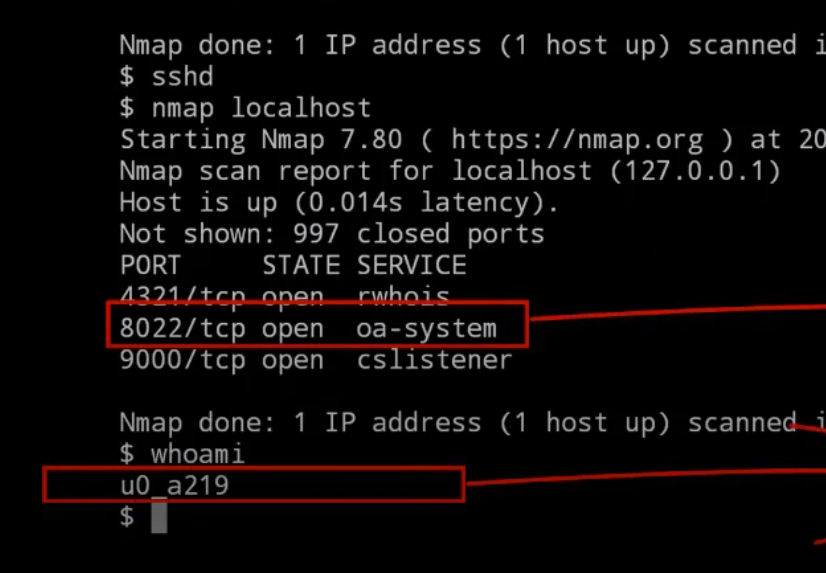 Nmap done: 1 IP address (1 host up) scanned i
$ sshd
$ nmap localhost
Starting Nmap 7.80 ( https://nmap.org ) at 20
Nmap scan report for localhost (127.0.0.1)
Host is up (0.014s latency).
Not shown: 997 closed ports
PORT     STATE SERVICE
4321/tcp open  rwhois
8022/tcp open  oa-system
9000/tcp open  cslistener
Nmap done: 1 IP address (1 host up) scanned i
$ whoami
u0_a219
$